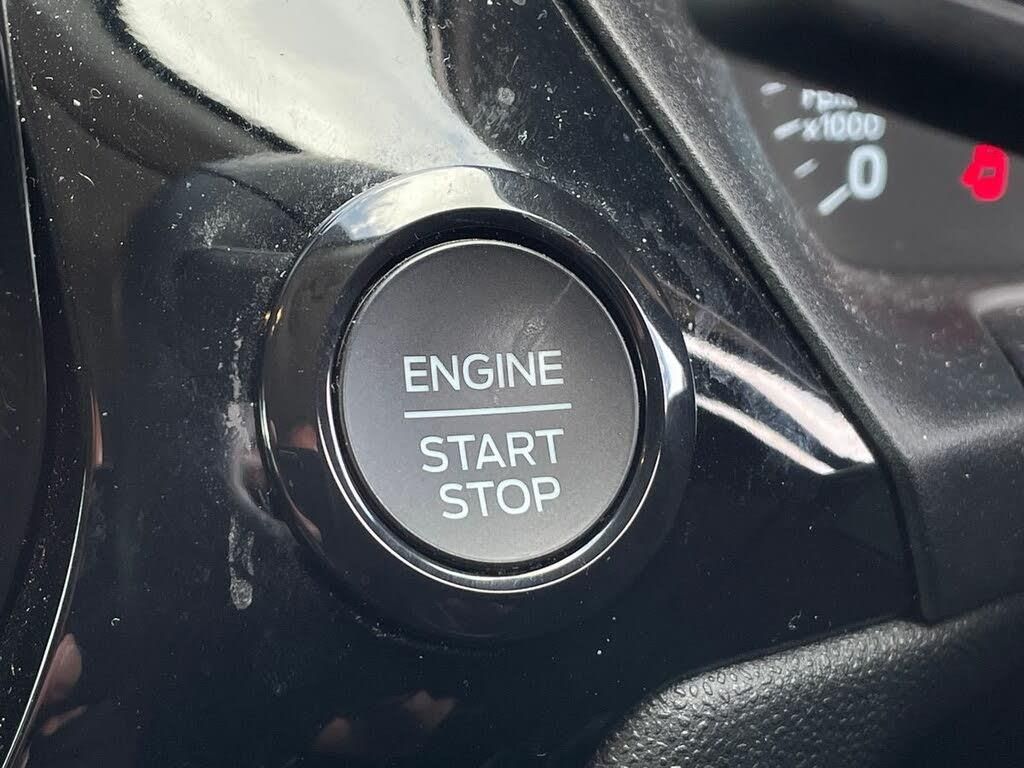 ENGINE
START
STOP
rpm
x1000
0